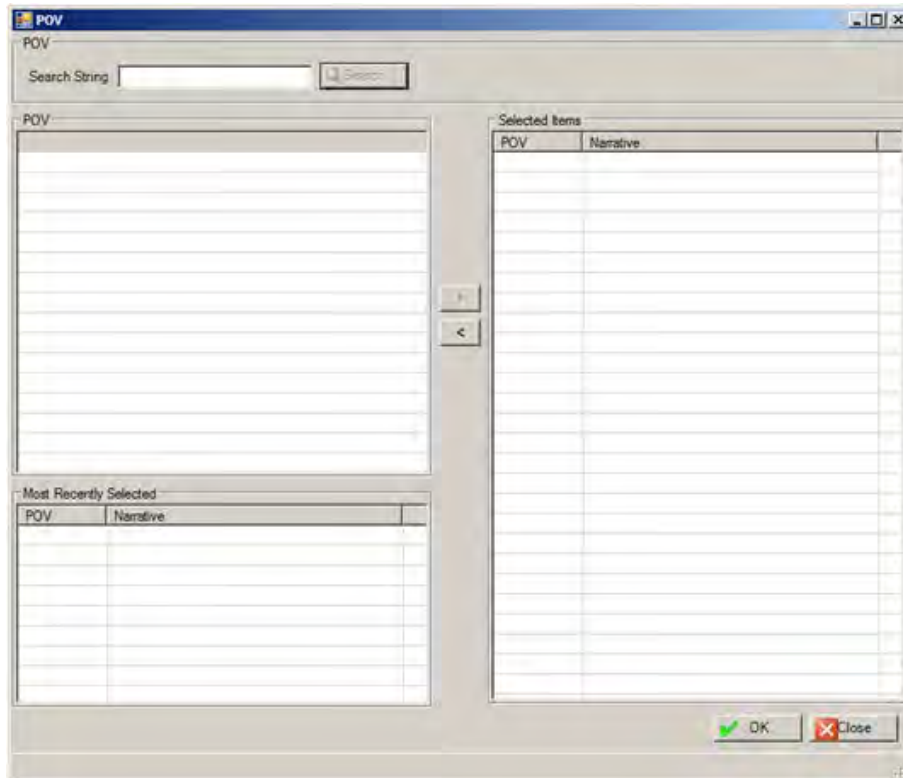 POV
POV
Search String
Search
POV
Selected Items
POV Narrative
>
<
Most Recently Selected
POV Narrative
OK Close